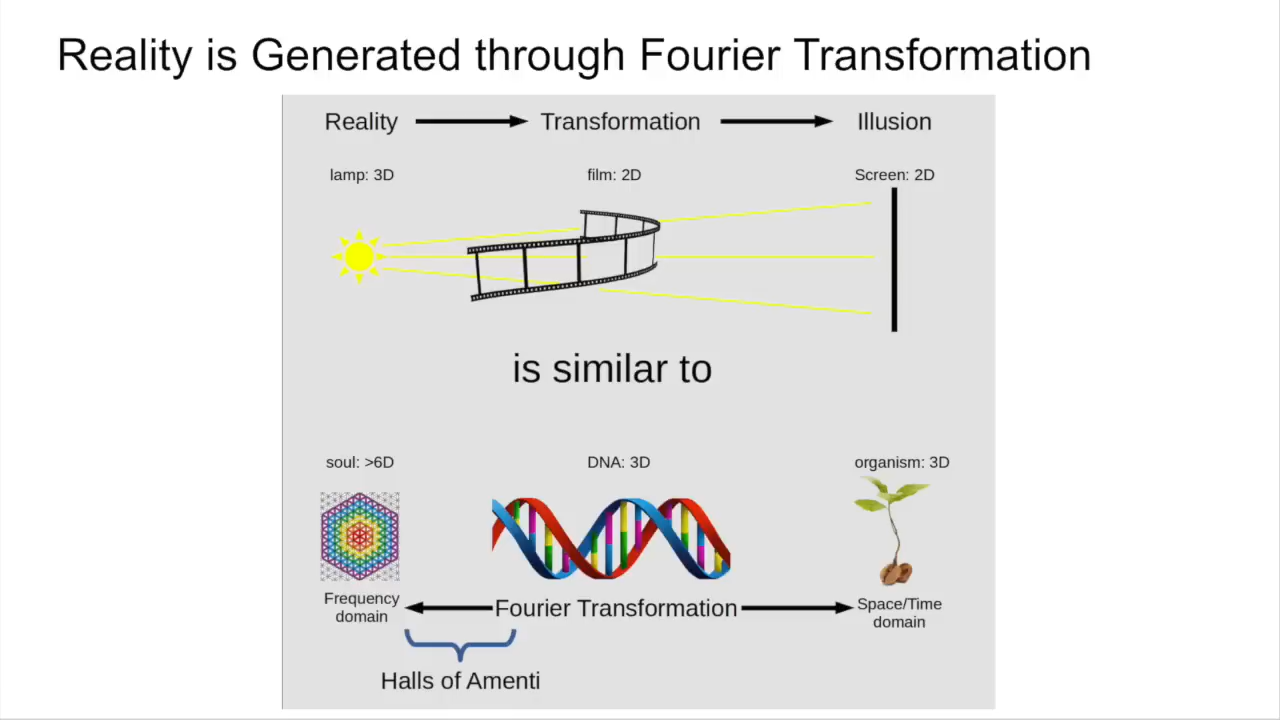 Reality is Generated through Fourier Transformation
Reality Transformation Illusion
lamp: 3D film: 2D Screen: 2D
is similar to
soul: >6D DNA: 3D organism: 3D
Frequency domain
Fourier Transformation
Space/Time domain
Halls of Amenti